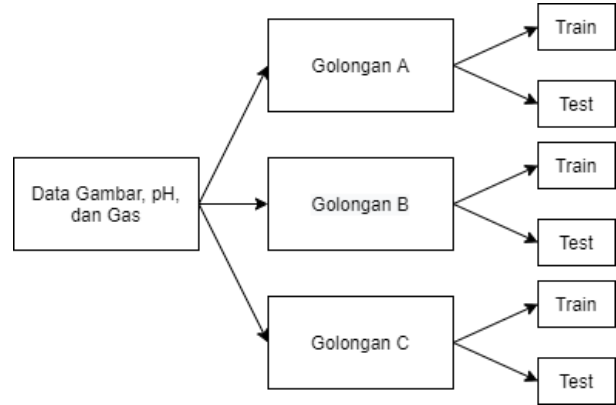 Data Gambar, pH,
dan Gas
Golongan A
Train
Test
Golongan B
Train
Test
Golongan C
Train
Test